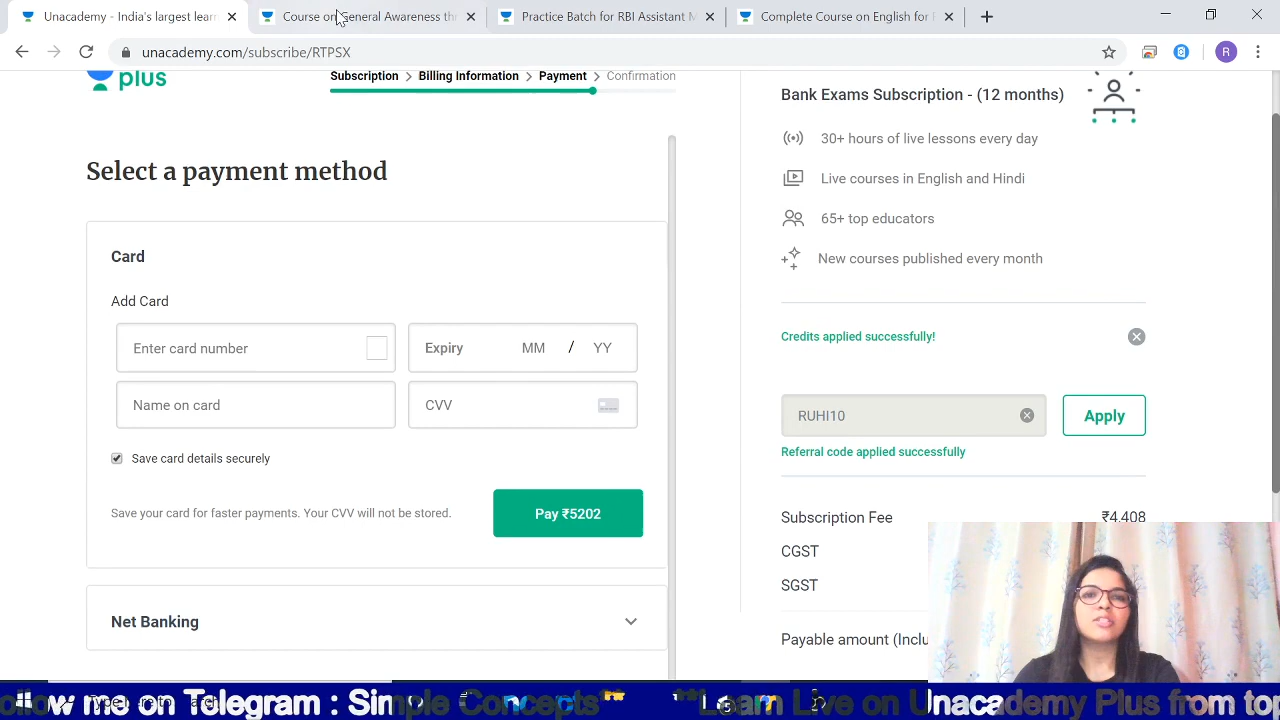 Unacademy - India's largest learn
Course on General Awareness thr
Practice Batch for RBI Assistant M
Complete Course on English for E
unacademy.com/subscribe/RTPSX
R
plus
Subscription > Billing Information > Payment > Confirmation
Select a payment method
Card
Add Card
Enter card number
Expiry MM / YY
Name on card
CVV
Save card details securely
Save your card for faster payments. Your CVV will not be stored.
Pay ₹5202
Net Banking
Bank Exams Subscription - (12 months)
30+ hours of live lessons every day
Live courses in English and Hindi
65+ top educators
New courses published every month
Credits applied successfully!
RUHI10
Apply
Referral code applied successfully
Subscription Fee ₹4,408
CGST
SGST
Payable amount (Inclu
ollow me on Telegram : Simple Concepts** **Learn Live on Unacademy Plus from top